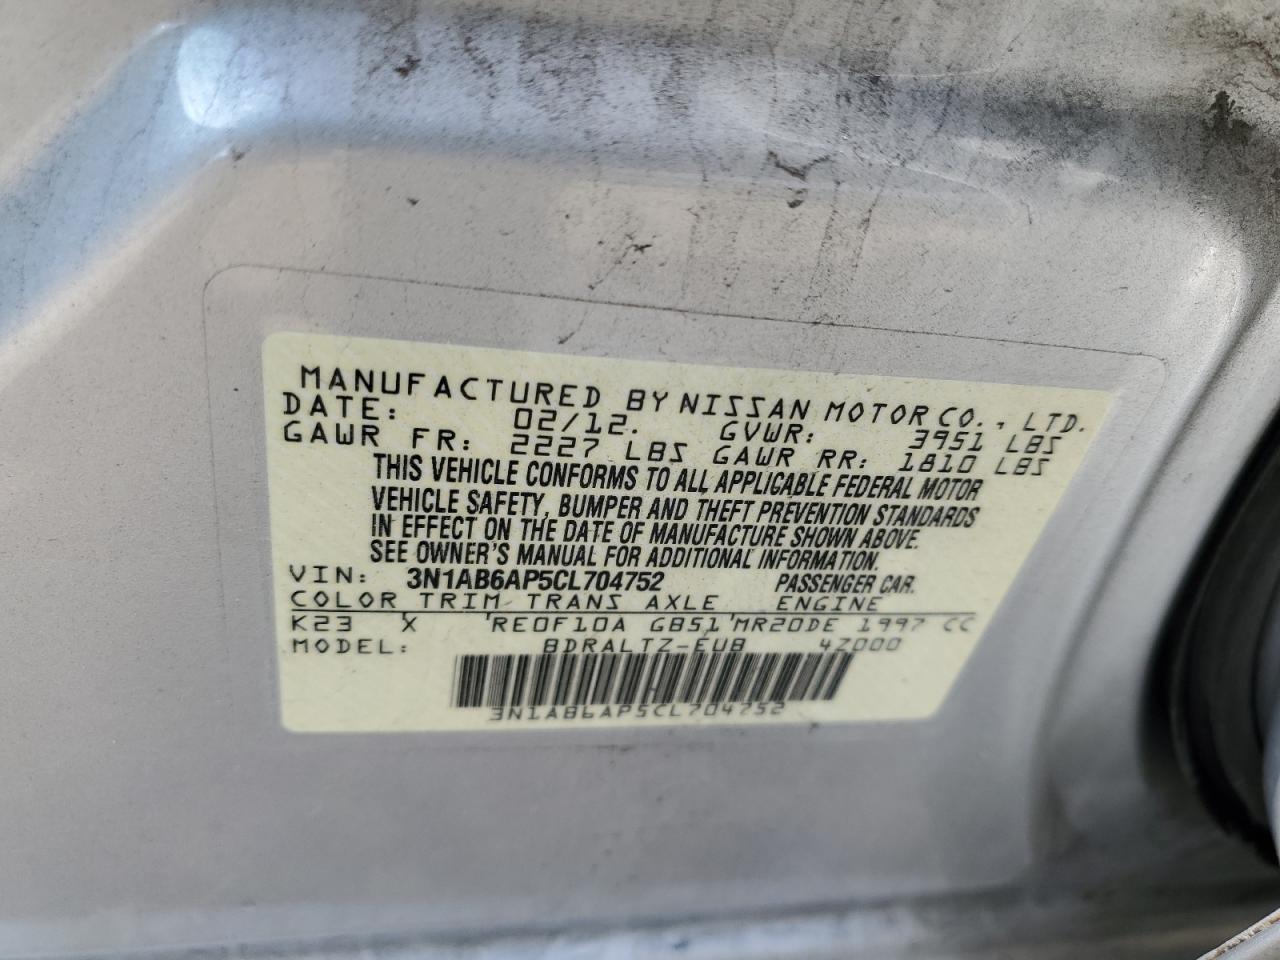 MANUFACTURED BY NISSAN MOTOR CO., LTD.
DATE: 02/12. GVWR: 3951 LBS
GAWR FR: 2227 LBS GAWR RR: 1810 LBS
THIS VEHICLE CONFORMS TO ALL APPLICABLE FEDERAL MOTOR
VEHICLE SAFETY, BUMPER AND THEFT PREVENTION STANDARDS
IN EFFECT ON THE DATE OF MANUFACTURE SHOWN ABOVE.
SEE OWNER'S MANUAL FOR ADDITIONAL INFORMATION.
VIN: 3N1AB6AP5CL704752 PASSENGER CAR.
COLOR TRIM TRANS AXLE ENGINE
K23 X 'RE0F10A GB51'MR20DE 1997 CC
MODEL: BDRALTZ-EUB 4Z000
3N1AB6AP5CL704752